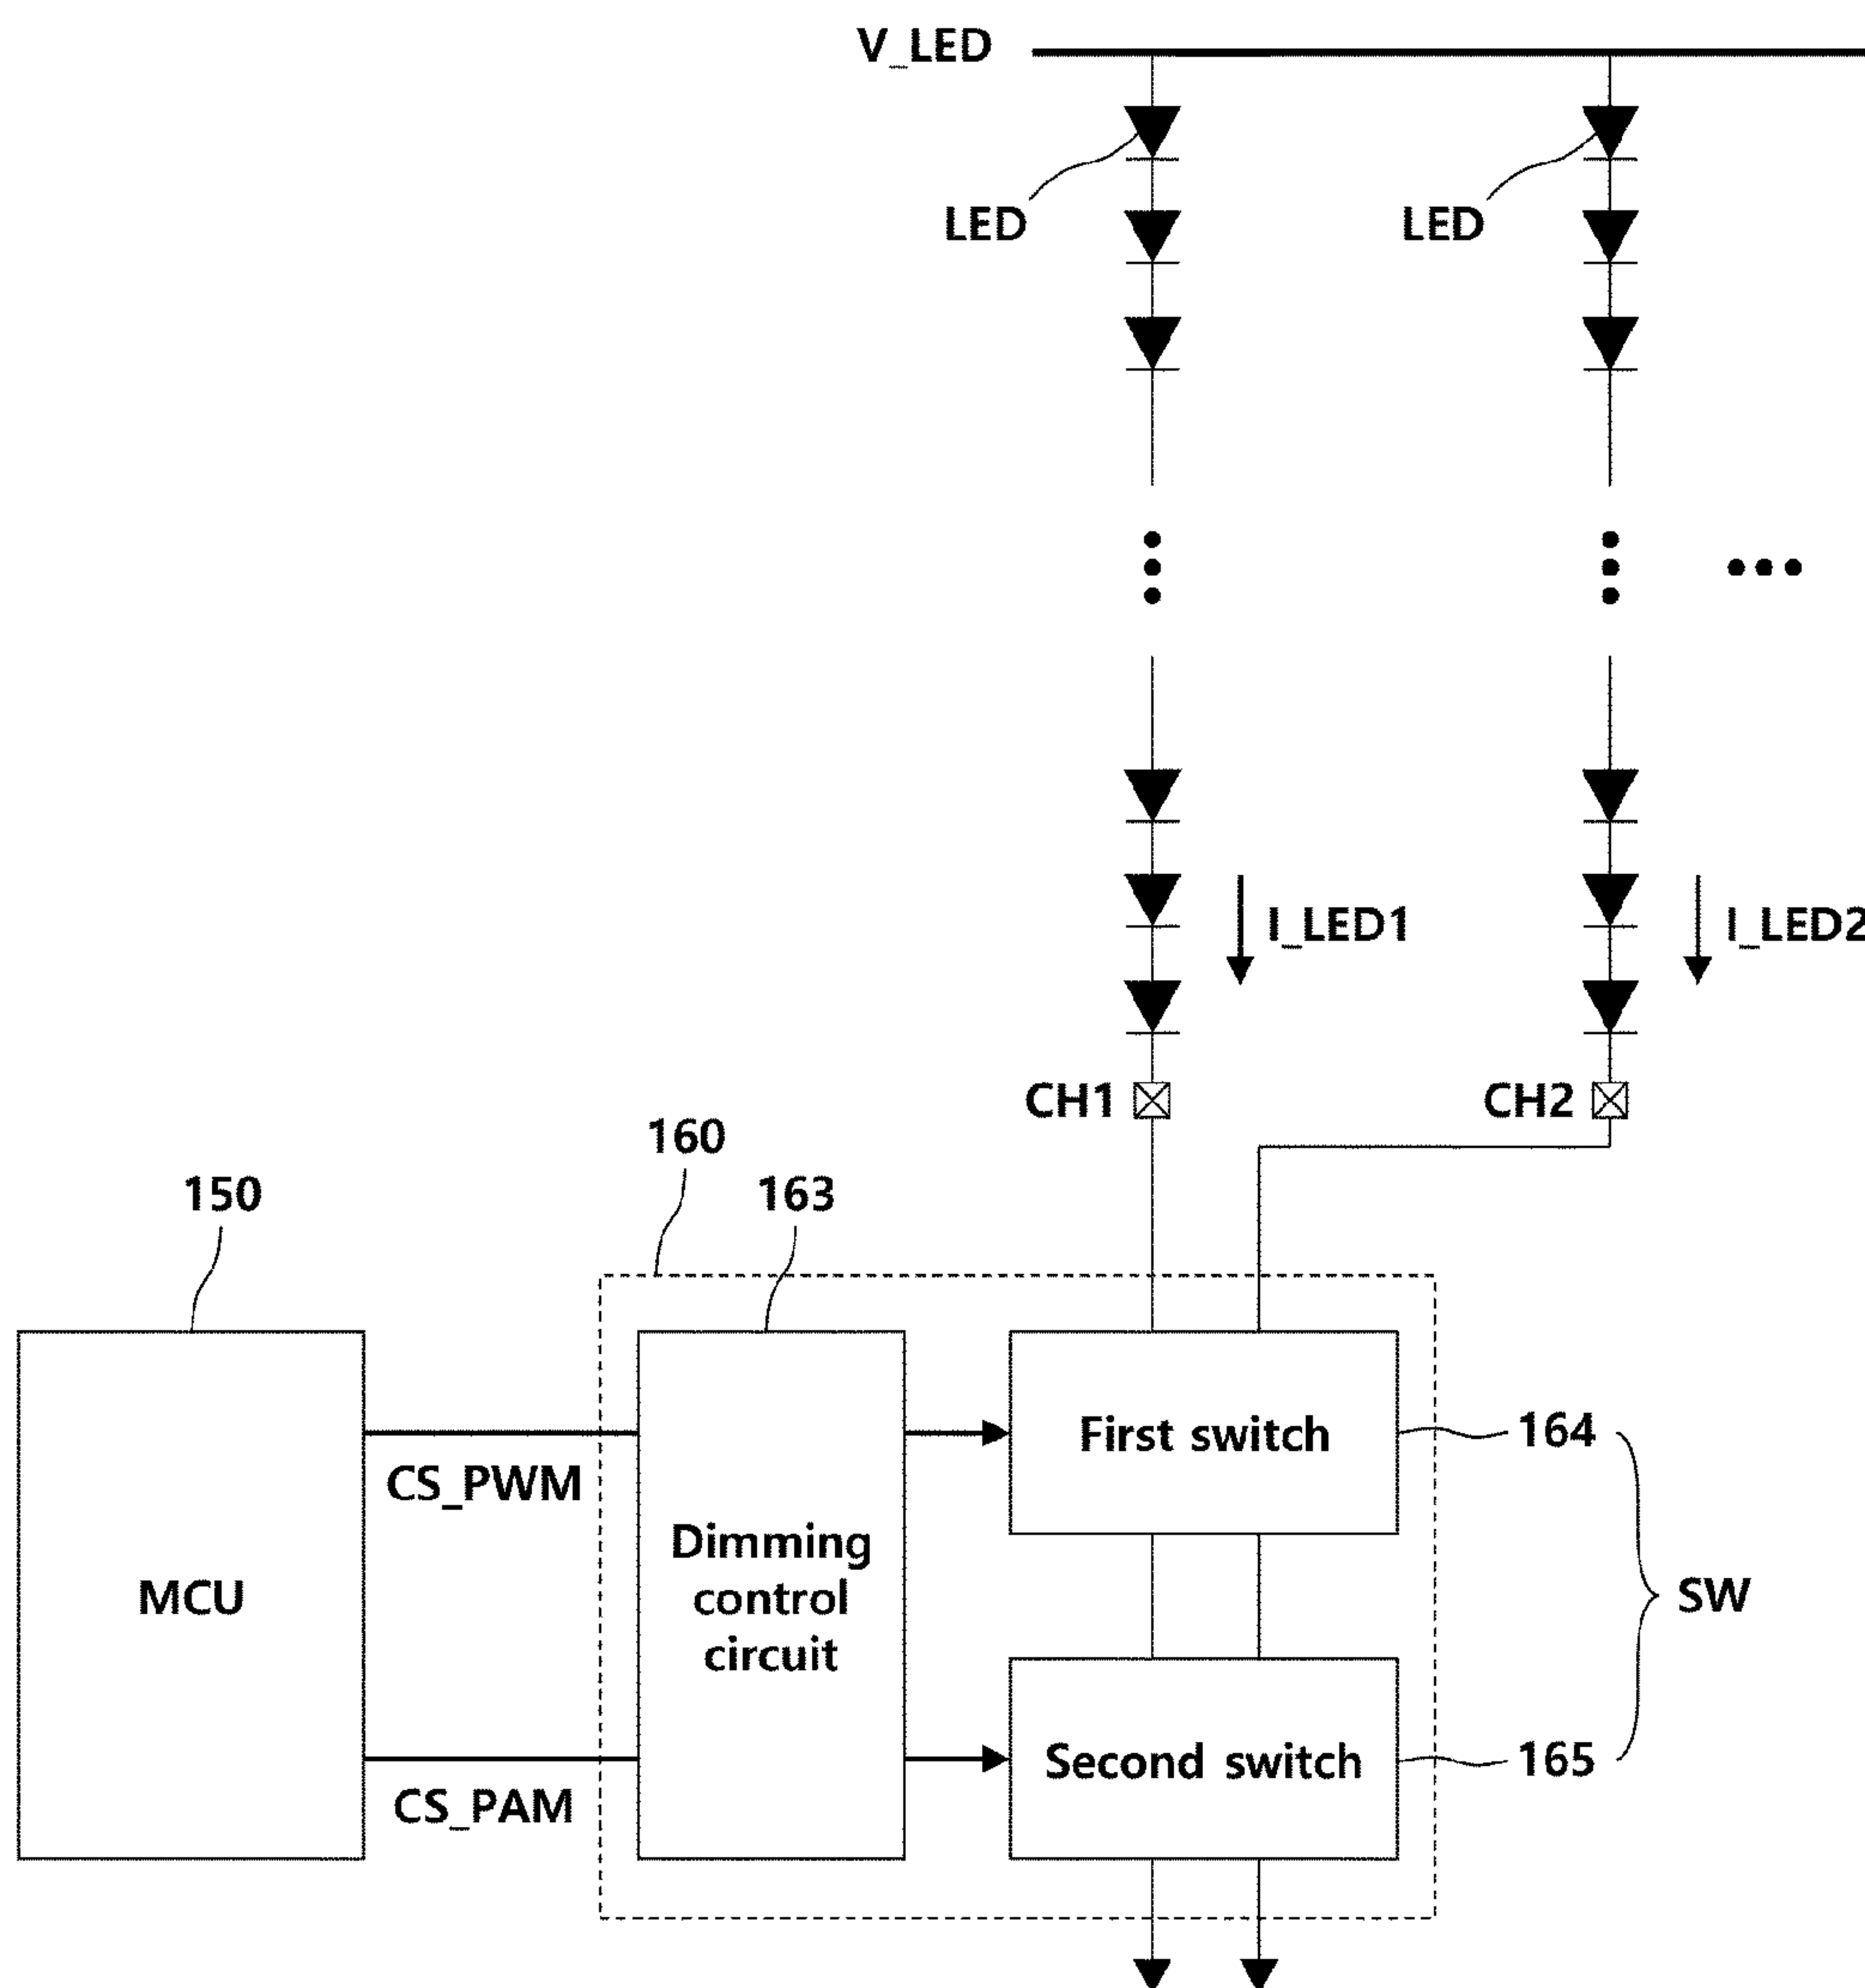 V_LED
LED
LED
I_LED1
I_LED2
CH1
CH2
160
150
163
First switch
164
CS_PWM
Dimming
control
circuit
MCU
SW
Second switch
165
CS_PAM